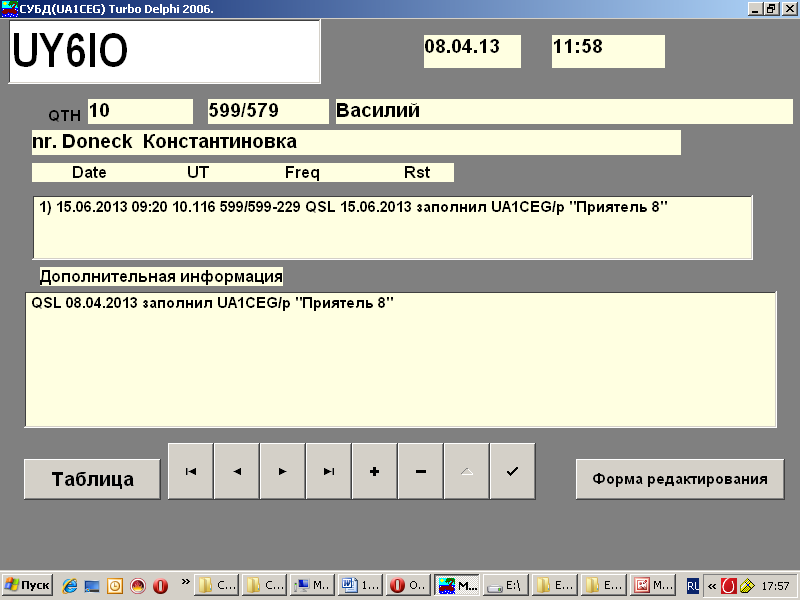 СУБД(UA1CEG) Turbo Delphi 2006.
UY6IO
08.04.13 11:58
QTH 10 599/579 Василий
nr. Doneck Константиновка
Date UT Freq Rst
1) 15.06.2013 09:20 10.116 599/599-229 QSL 15.06.2013 заполнил UA1CEG/p "Приятель 8"
Дополнительная информация
QSL 08.04.2013 заполнил UA1CEG/p "Приятель 8"
Таблица
Форма редактирования
Пуск » С... С... М... 1... О... М... E:\ Е... Е... М... RL « 17:57